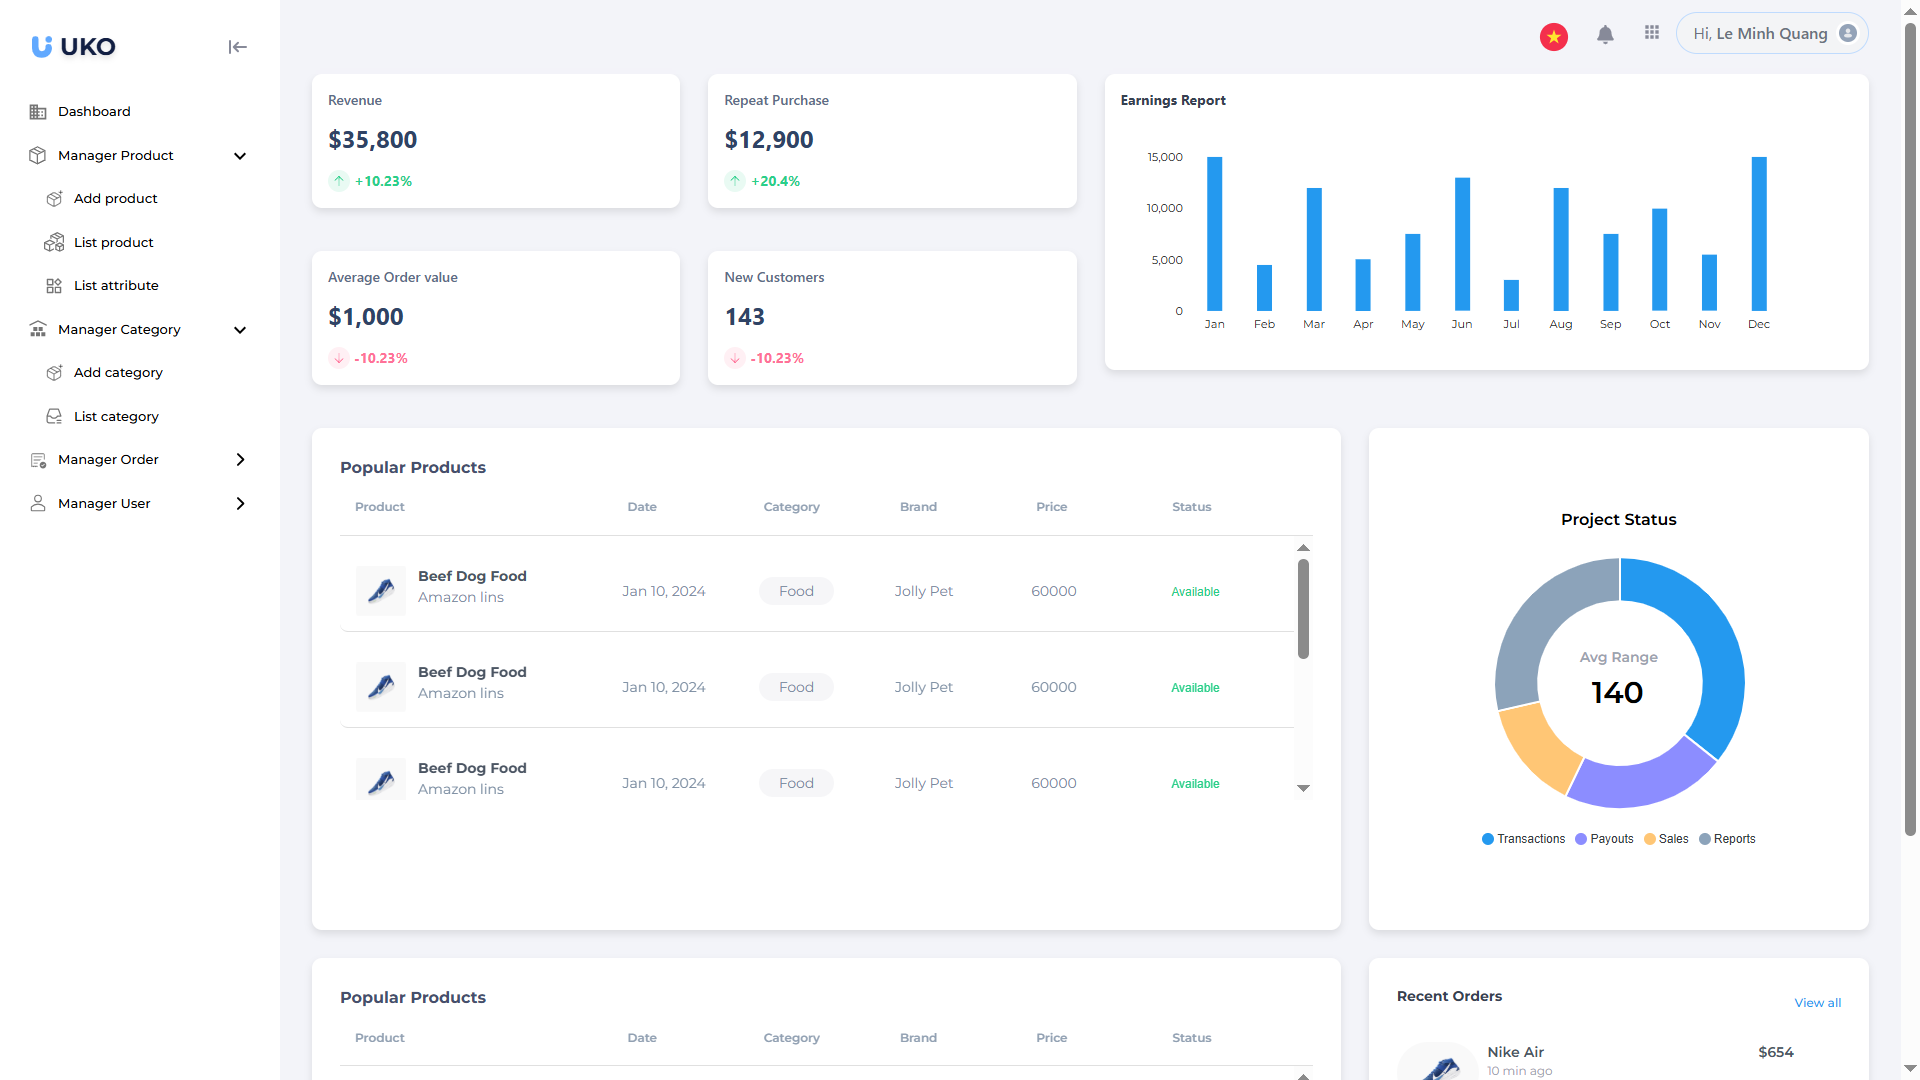 UKO
Hi, Le Minh Quang
Dashboard
Manager Product
Add product
List product
List attribute
Manager Category
Add category
List category
Manager Order
Manager User
Revenue
$35,800
+10.23%
Repeat Purchase
$12,900
+20.4%
Average Order value
$1,000
-10.23%
New Customers
143
-10.23%
Earnings Report
15,000
10,000
5,000
0
Jan Feb Mar Apr May Jun Jul Aug Sep Oct Nov Dec
Popular Products
Product Date Category Brand Price Status
Beef Dog Food
Amazon lins
Jan 10, 2024 Food Jolly Pet 60000 Available
Beef Dog Food
Amazon lins
Jan 10, 2024 Food Jolly Pet 60000 Available
Beef Dog Food
Amazon lins
Jan 10, 2024 Food Jolly Pet 60000 Available
Project Status
Avg Range
140
Transactions Payouts Sales Reports
Popular Products
Product Date Category Brand Price Status
Recent Orders
View all
Nike Air
$654
10 min ago